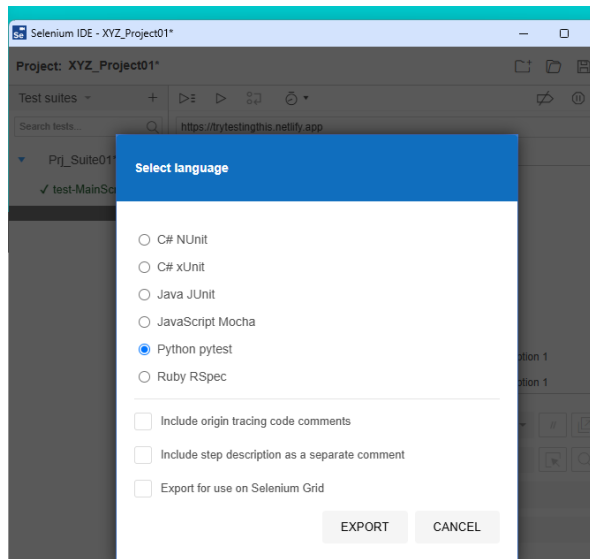 Selenium IDE - XYZ_Project01*
Project: XYZ_Project01*
Test suites
Search tests...
https://trytestingthis.netlify.app
Prj_Suite01*
✓ test-MainSc
Select language
C# NUnit
C# xUnit
Java JUnit
JavaScript Mocha
Python pytest
Ruby RSpec
ption 1
ption 1
Include origin tracing code comments
//
Include step description as a separate comment
Export for use on Selenium Grid
EXPORT CANCEL